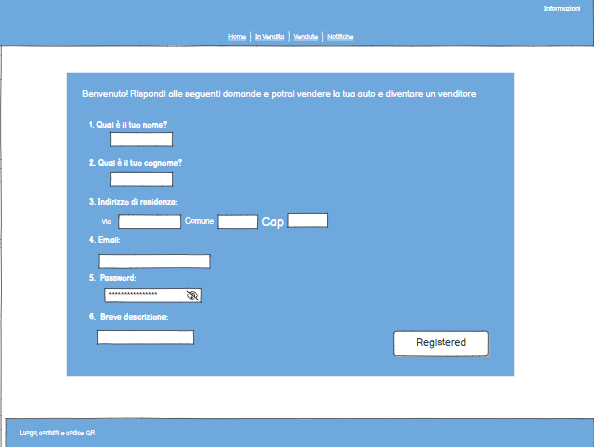 Informazioni
Home | In Vendita | Vendute | Notifiche
Benvenuto! Rispondi alle seguenti domande e potrai vendere la tua auto e diventare un venditore
1. Qual è il tuo nome?
2. Qual è il tuo cognome?
3. Indirizzo di residenza:
Via Comune Cap
4. Email:
5. Password:
****************
6. Breve descrizione:
Registered
Luogo, contatti e codice QR